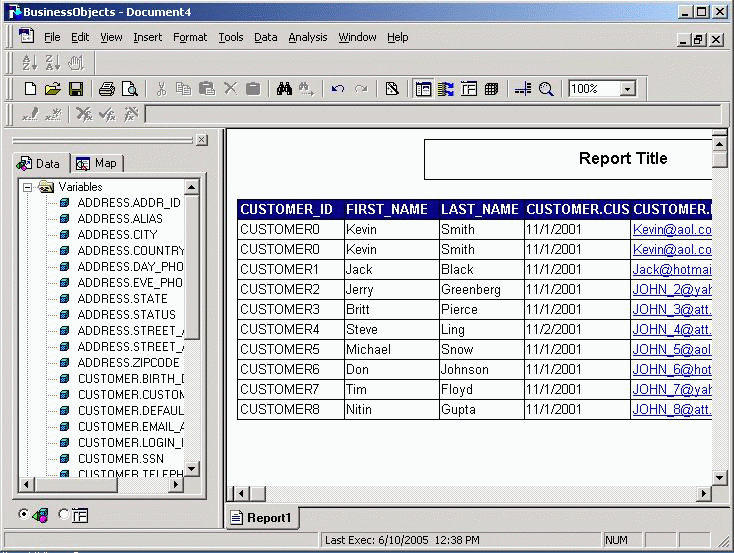 BusinessObjects - Document4
File Edit View Insert Format Tools Data Analysis Window Help
100%
Data Map
Variables
ADDRESS.ADDR_ID
ADDRESS.ALIAS
ADDRESS.CITY
ADDRESS.COUNTRY
ADDRESS.DAY_PHO
ADDRESS.EVE_PHO
ADDRESS.STATE
ADDRESS.STATUS
ADDRESS.STREET_
ADDRESS.STREET_
ADDRESS.ZIPCODE
CUSTOMER.BIRTH_
CUSTOMER.CUSTOM
CUSTOMER.DEFAUL
CUSTOMER.EMAIL_
CUSTOMER.LOGIN_
CUSTOMER.SSN
CUSTOMER.TELEPH
Report Title
CUSTOMER_ID FIRST_NAME LAST_NAME CUSTOMER.CUS CUSTOMER.
CUSTOMER0 Kevin Smith 11/1/2001 Kevin@aol.co
CUSTOMER0 Kevin Smith 11/1/2001 Kevin@aol.co
CUSTOMER1 Jack Black 11/1/2001 Jack@hotmai
CUSTOMER2 Jerry Greenberg 11/1/2001 JOHN_2@yah
CUSTOMER3 Britt Pierce 11/1/2001 JOHN_3@att.
CUSTOMER4 Steve Ling 11/2/2001 JOHN_4@att.
CUSTOMER5 Michael Snow 11/1/2001 JOHN_5@aol
CUSTOMER6 Don Johnson 11/1/2001 JOHN_6@hot
CUSTOMER7 Tim Floyd 11/1/2001 JOHN_7@yah
CUSTOMER8 Nitin Gupta 11/1/2001 JOHN_8@att.
Report1
Last Exec: 6/10/2005 12:38 PM NUM